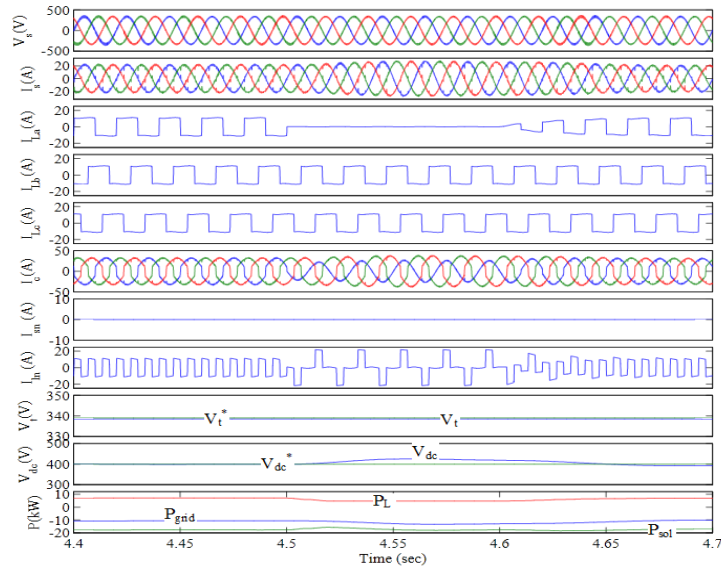 500
0
-500
V_s(V)
20
0
-20
I_s(A)
20
0
-20
I_La(A)
20
0
-20
I_Lb(A)
20
0
-20
I_Lc(A)
50
0
-50
I_c(A)
10
0
-10
I_sn(A)
20
0
-20
I_ln(A)
350
340
330
V_t(V)
V_t^*
V_t
500
400
300
V_dc(V)
V_dc^*
V_dc
10
0
-10
-20
P(kW)
P_grid
P_L
P_sol
4.4
4.45
4.5
4.55
4.6
4.65
4.7
Time (sec)